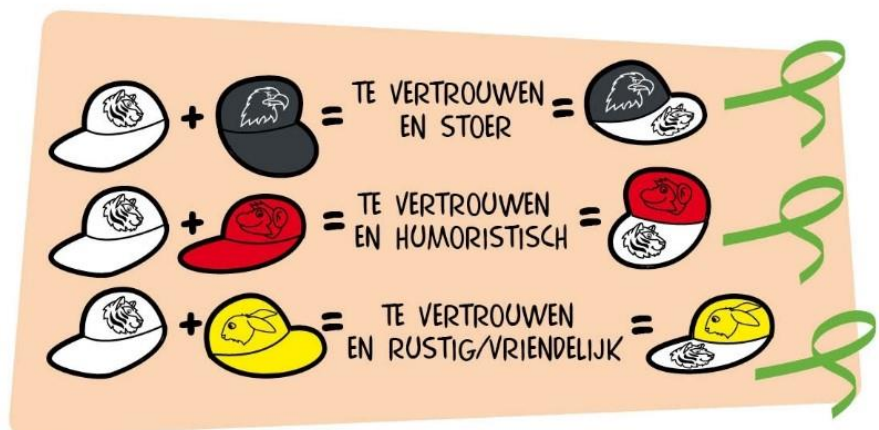 + = TE VERTROUWEN =
EN STOER
+ = TE VERTROUWEN =
EN HUMORISTISCH
+ = TE VERTROUWEN =
EN RUSTIG/VRIENDELIJK